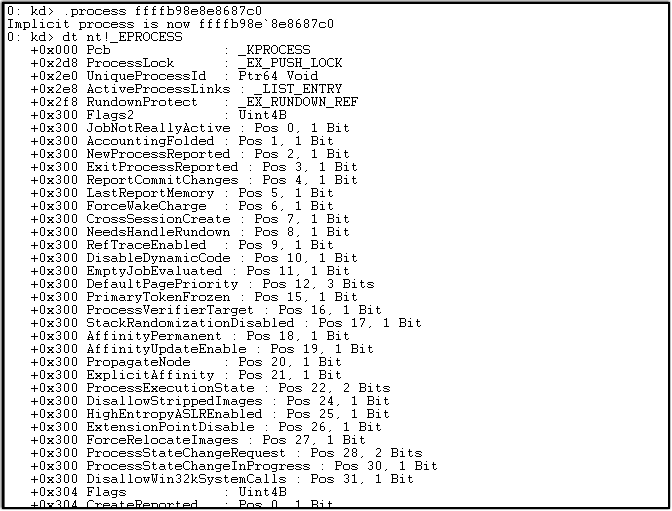 0: kd> .process ffffb98e8e8687c0
Implicit process is now ffffb98e`8e8687c0
0: kd> dt nt!_EPROCESS
+0x000 Pcb : _KPROCESS
+0x2d8 ProcessLock : _EX_PUSH_LOCK
+0x2e0 UniqueProcessId : Ptr64 Void
+0x2e8 ActiveProcessLinks : _LIST_ENTRY
+0x2f8 RundownProtect : _EX_RUNDOWN_REF
+0x300 Flags2 : Uint4B
+0x300 JobNotReallyActive : Pos 0, 1 Bit
+0x300 AccountingFolded : Pos 1, 1 Bit
+0x300 NewProcessReported : Pos 2, 1 Bit
+0x300 ExitProcessReported : Pos 3, 1 Bit
+0x300 ReportCommitChanges : Pos 4, 1 Bit
+0x300 LastReportMemory : Pos 5, 1 Bit
+0x300 ForceWakeCharge : Pos 6, 1 Bit
+0x300 CrossSessionCreate : Pos 7, 1 Bit
+0x300 NeedsHandleRundown : Pos 8, 1 Bit
+0x300 RefTraceEnabled : Pos 9, 1 Bit
+0x300 DisableDynamicCode : Pos 10, 1 Bit
+0x300 EmptyJobEvaluated : Pos 11, 1 Bit
+0x300 DefaultPagePriority : Pos 12, 3 Bits
+0x300 PrimaryTokenFrozen : Pos 15, 1 Bit
+0x300 ProcessVerifierTarget : Pos 16, 1 Bit
+0x300 StackRandomizationDisabled : Pos 17, 1 Bit
+0x300 AffinityPermanent : Pos 18, 1 Bit
+0x300 AffinityUpdateEnable : Pos 19, 1 Bit
+0x300 PropagateNode : Pos 20, 1 Bit
+0x300 ExplicitAffinity : Pos 21, 1 Bit
+0x300 ProcessExecutionState : Pos 22, 2 Bits
+0x300 DisallowStrippedImages : Pos 24, 1 Bit
+0x300 HighEntropyASLREnabled : Pos 25, 1 Bit
+0x300 ExtensionPointDisable : Pos 26, 1 Bit
+0x300 ForceRelocateImages : Pos 27, 1 Bit
+0x300 ProcessStateChangeRequest : Pos 28, 2 Bits
+0x300 ProcessStateChangeInProgress : Pos 30, 1 Bit
+0x300 DisallowWin32kSystemCalls : Pos 31, 1 Bit
+0x304 Flags : Uint4B
+0x304 CreateReported : Pos 0, 1 Bit